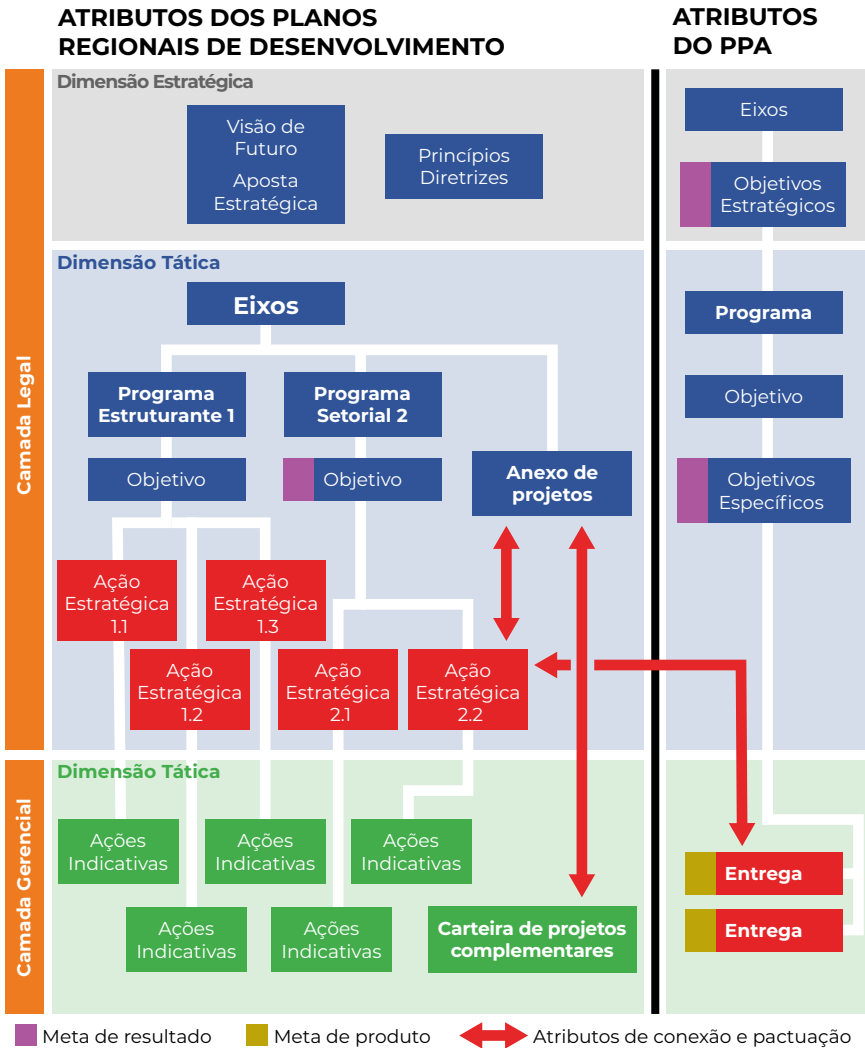 ATRIBUTOS DOS PLANOS
REGIONAIS DE DESENVOLVIMENTO
ATRIBUTOS
DO PPA
Camada Legal
Dimensão Estratégica
Visão de
Futuro
Aposta
Estratégica
Princípios
Diretrizes
Eixos
Objetivos
Estratégicos
Dimensão Tática
Eixos
Programa
Estruturante 1
Programa
Setorial 2
Objetivo
Objetivo
Anexo de
projetos
Ação
Estratégica
1.1
Ação
Estratégica
1.3
Ação
Estratégica
1.2
Ação
Estratégica
2.1
Ação
Estratégica
2.2
Programa
Objetivo
Objetivos
Específicos
Camada Gerencial
Dimensão Tática
Ações
Indicativas
Ações
Indicativas
Ações
Indicativas
Ações
Indicativas
Ações
Indicativas
Carteira de projetos
complementares
Entrega
Entrega
Meta de resultado
Meta de produto
Atributos de conexão e pactuação